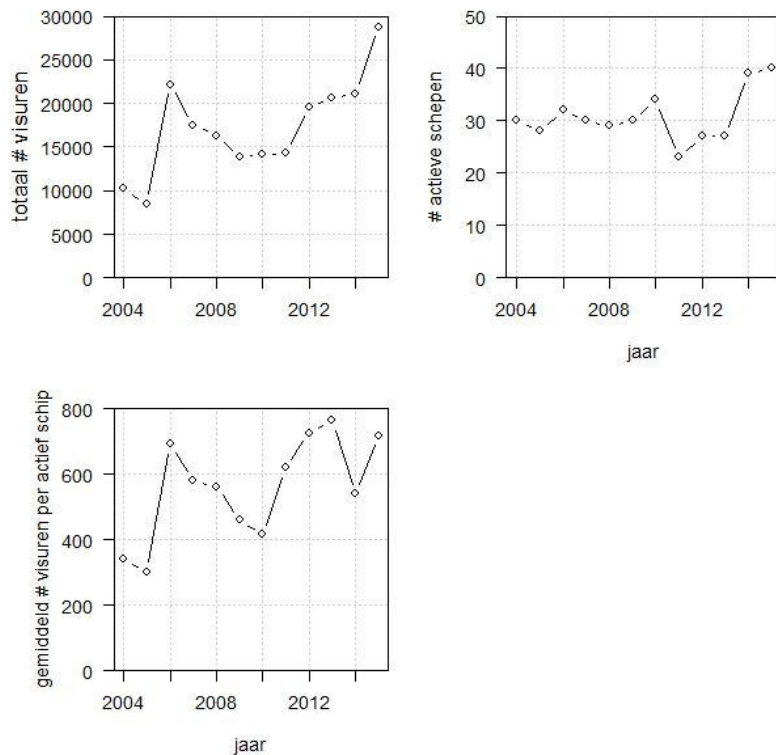 totaal # visuren
30000
25000
20000
15000
10000
5000
0
2004 2008 2012
# actieve schepen
50
40
30
20
10
0
2004 2008 2012
jaar
gemiddeld # visuren per actief schip
800
600
400
200
0
2004 2008 2012
jaar